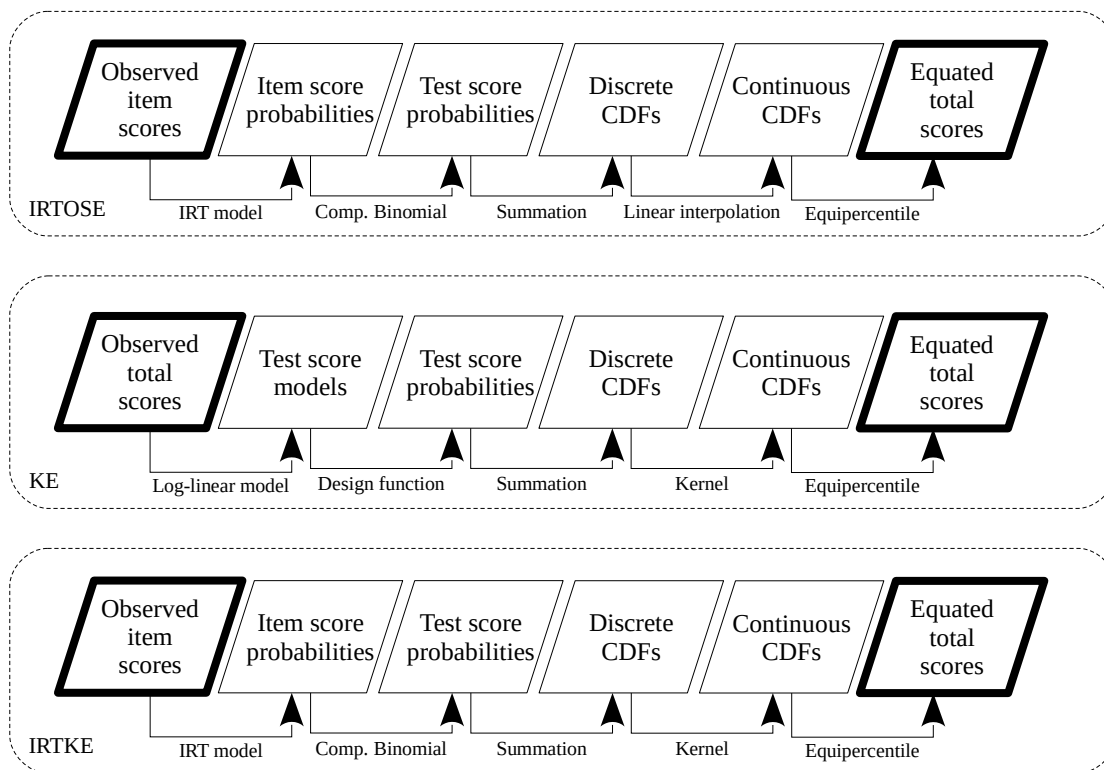 Observed
item
scores
Item score
probabilities
Test score
probabilities
Discrete
CDFs
Continuous
CDFs
Equated
total
scores
IRTOSE
IRT model
Comp. Binomial
Summation
Linear interpolation
Equipercentile
Observed
total
scores
Test score
models
Test score
probabilities
Discrete
CDFs
Continuous
CDFs
Equated
total
scores
KE
Log-linear model
Design function
Summation
Kernel
Equipercentile
Observed
item
scores
Item score
probabilities
Test score
probabilities
Discrete
CDFs
Continuous
CDFs
Equated
total
scores
IRTKE
IRT model
Comp. Binomial
Summation
Kernel
Equipercentile